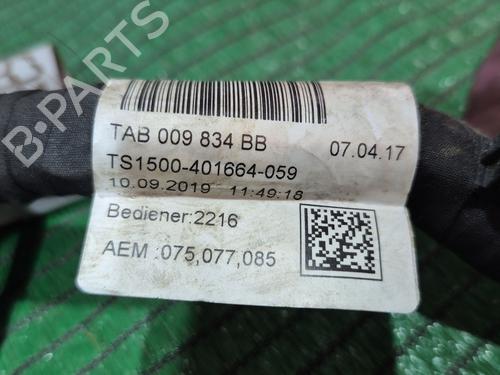 TAB 009 834 BB 07.04.17
TS1500-401664-059
10.09.2019 11:49:18
Bediener:2216
AEM :075,077,085
B-PARTS